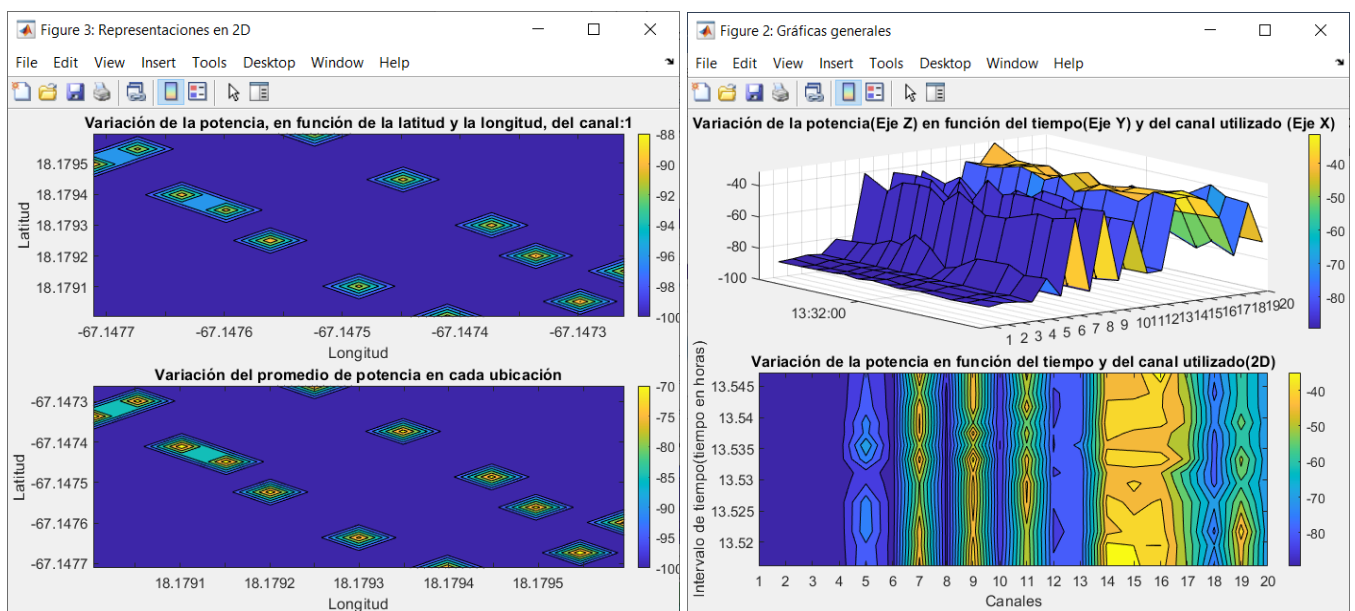 Figure 3: Representaciones en 2D
File Edit View Insert Tools Desktop Window Help
Variación de la potencia, en función de la latitud y la longitud, del canal:1
Latitud
18.1795
18.1794
18.1793
18.1792
18.1791
-67.1477 -67.1476 -67.1475 -67.1474 -67.1473
Longitud
-88
-90
-92
-94
-96
-98
-100
Variación del promedio de potencia en cada ubicación
Latitud
-67.1473
-67.1474
-67.1475
-67.1476
-67.1477
18.1791 18.1792 18.1793 18.1794 18.1795
Longitud
-70
-75
-80
-85
-90
-95
-100
Figure 2: Gráficas generales
File Edit View Insert Tools Desktop Window Help
Variación de la potencia(Eje Z) en función del tiempo(Eje Y) y del canal utilizado (Eje X)
-40
-60
-80
-100
13:32:00
1 2 3 4 5 6 7 8 9 10 11 12 13 14 15 16 17 18 19 20
-40
-50
-60
-70
-80
Variación de la potencia en función del tiempo y del canal utilizado(2D)
Intervalo de tiempo(tiempo en horas)
13.545
13.54
13.535
13.53
13.525
13.52
1 2 3 4 5 6 7 8 9 10 11 12 13 14 15 16 17 18 19 20
Canales
-40
-50
-60
-70
-80